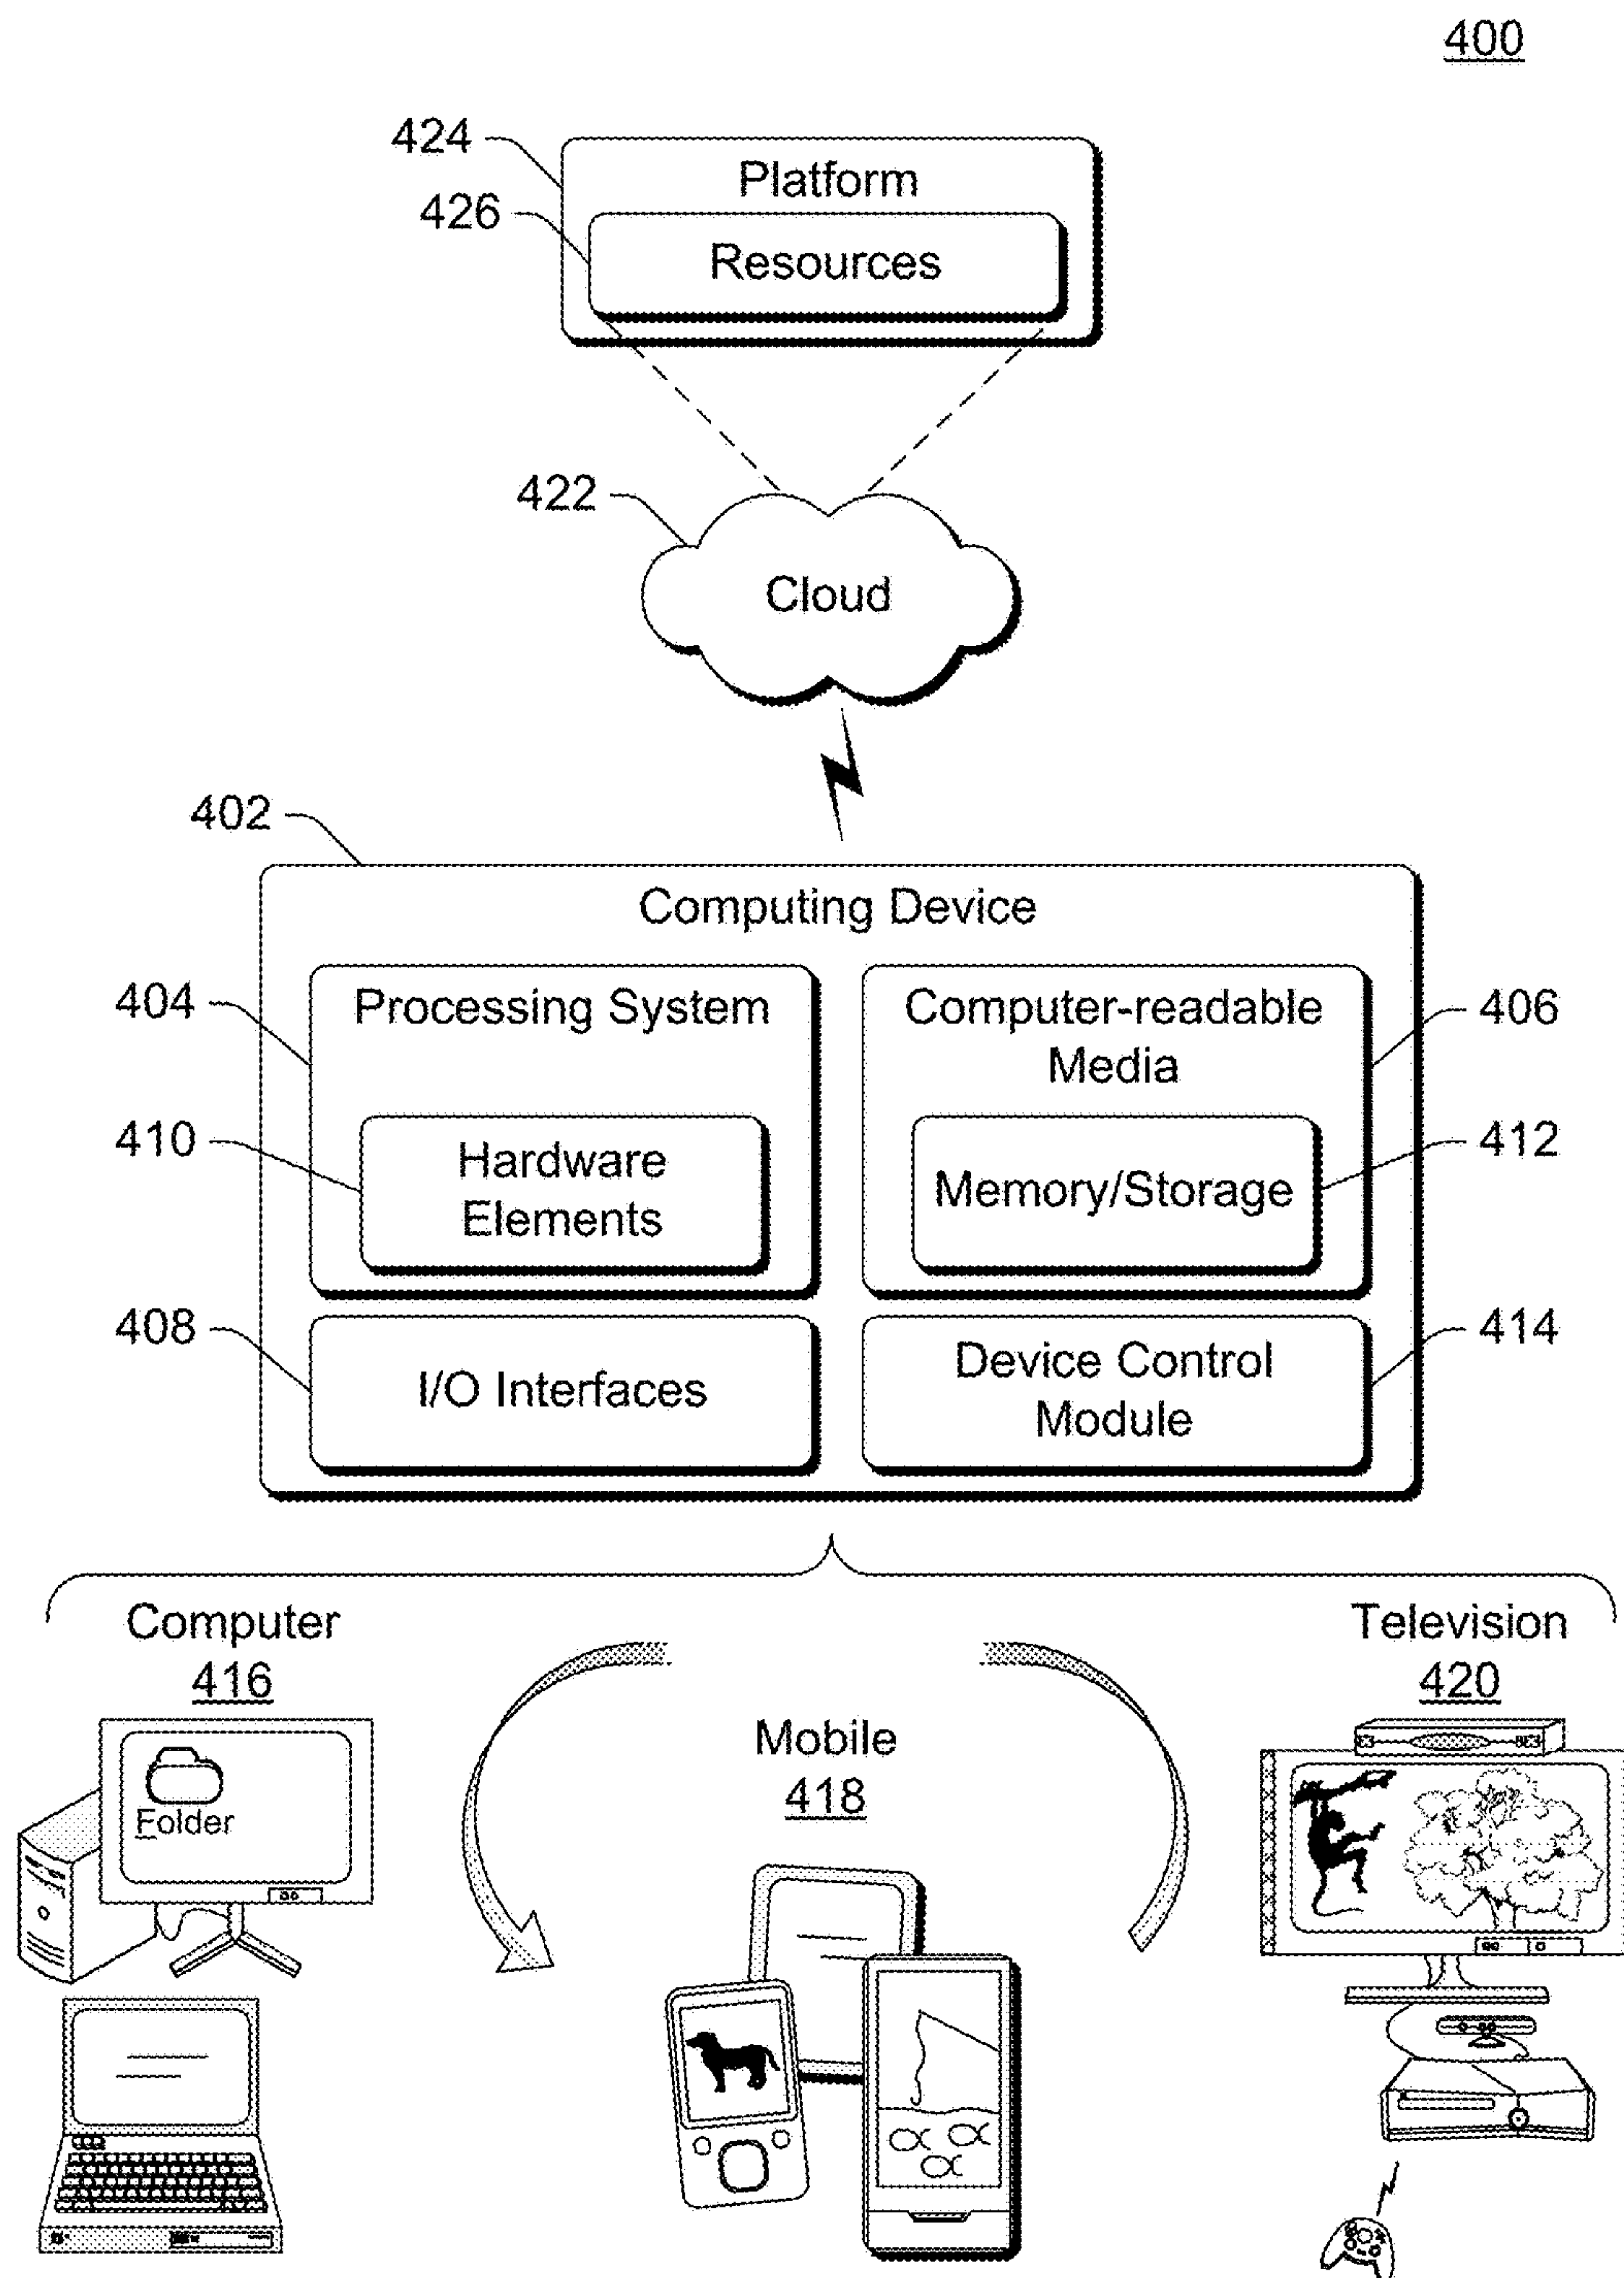 400
424
Platform
426
Resources
422
Cloud
402
Computing Device
404
Processing System
Computer-readable
Media
406
410
Hardware
Elements
Memory/Storage
412
408
I/O Interfaces
Device Control
Module
414
Computer
416
Folder
Mobile
418
Television
420